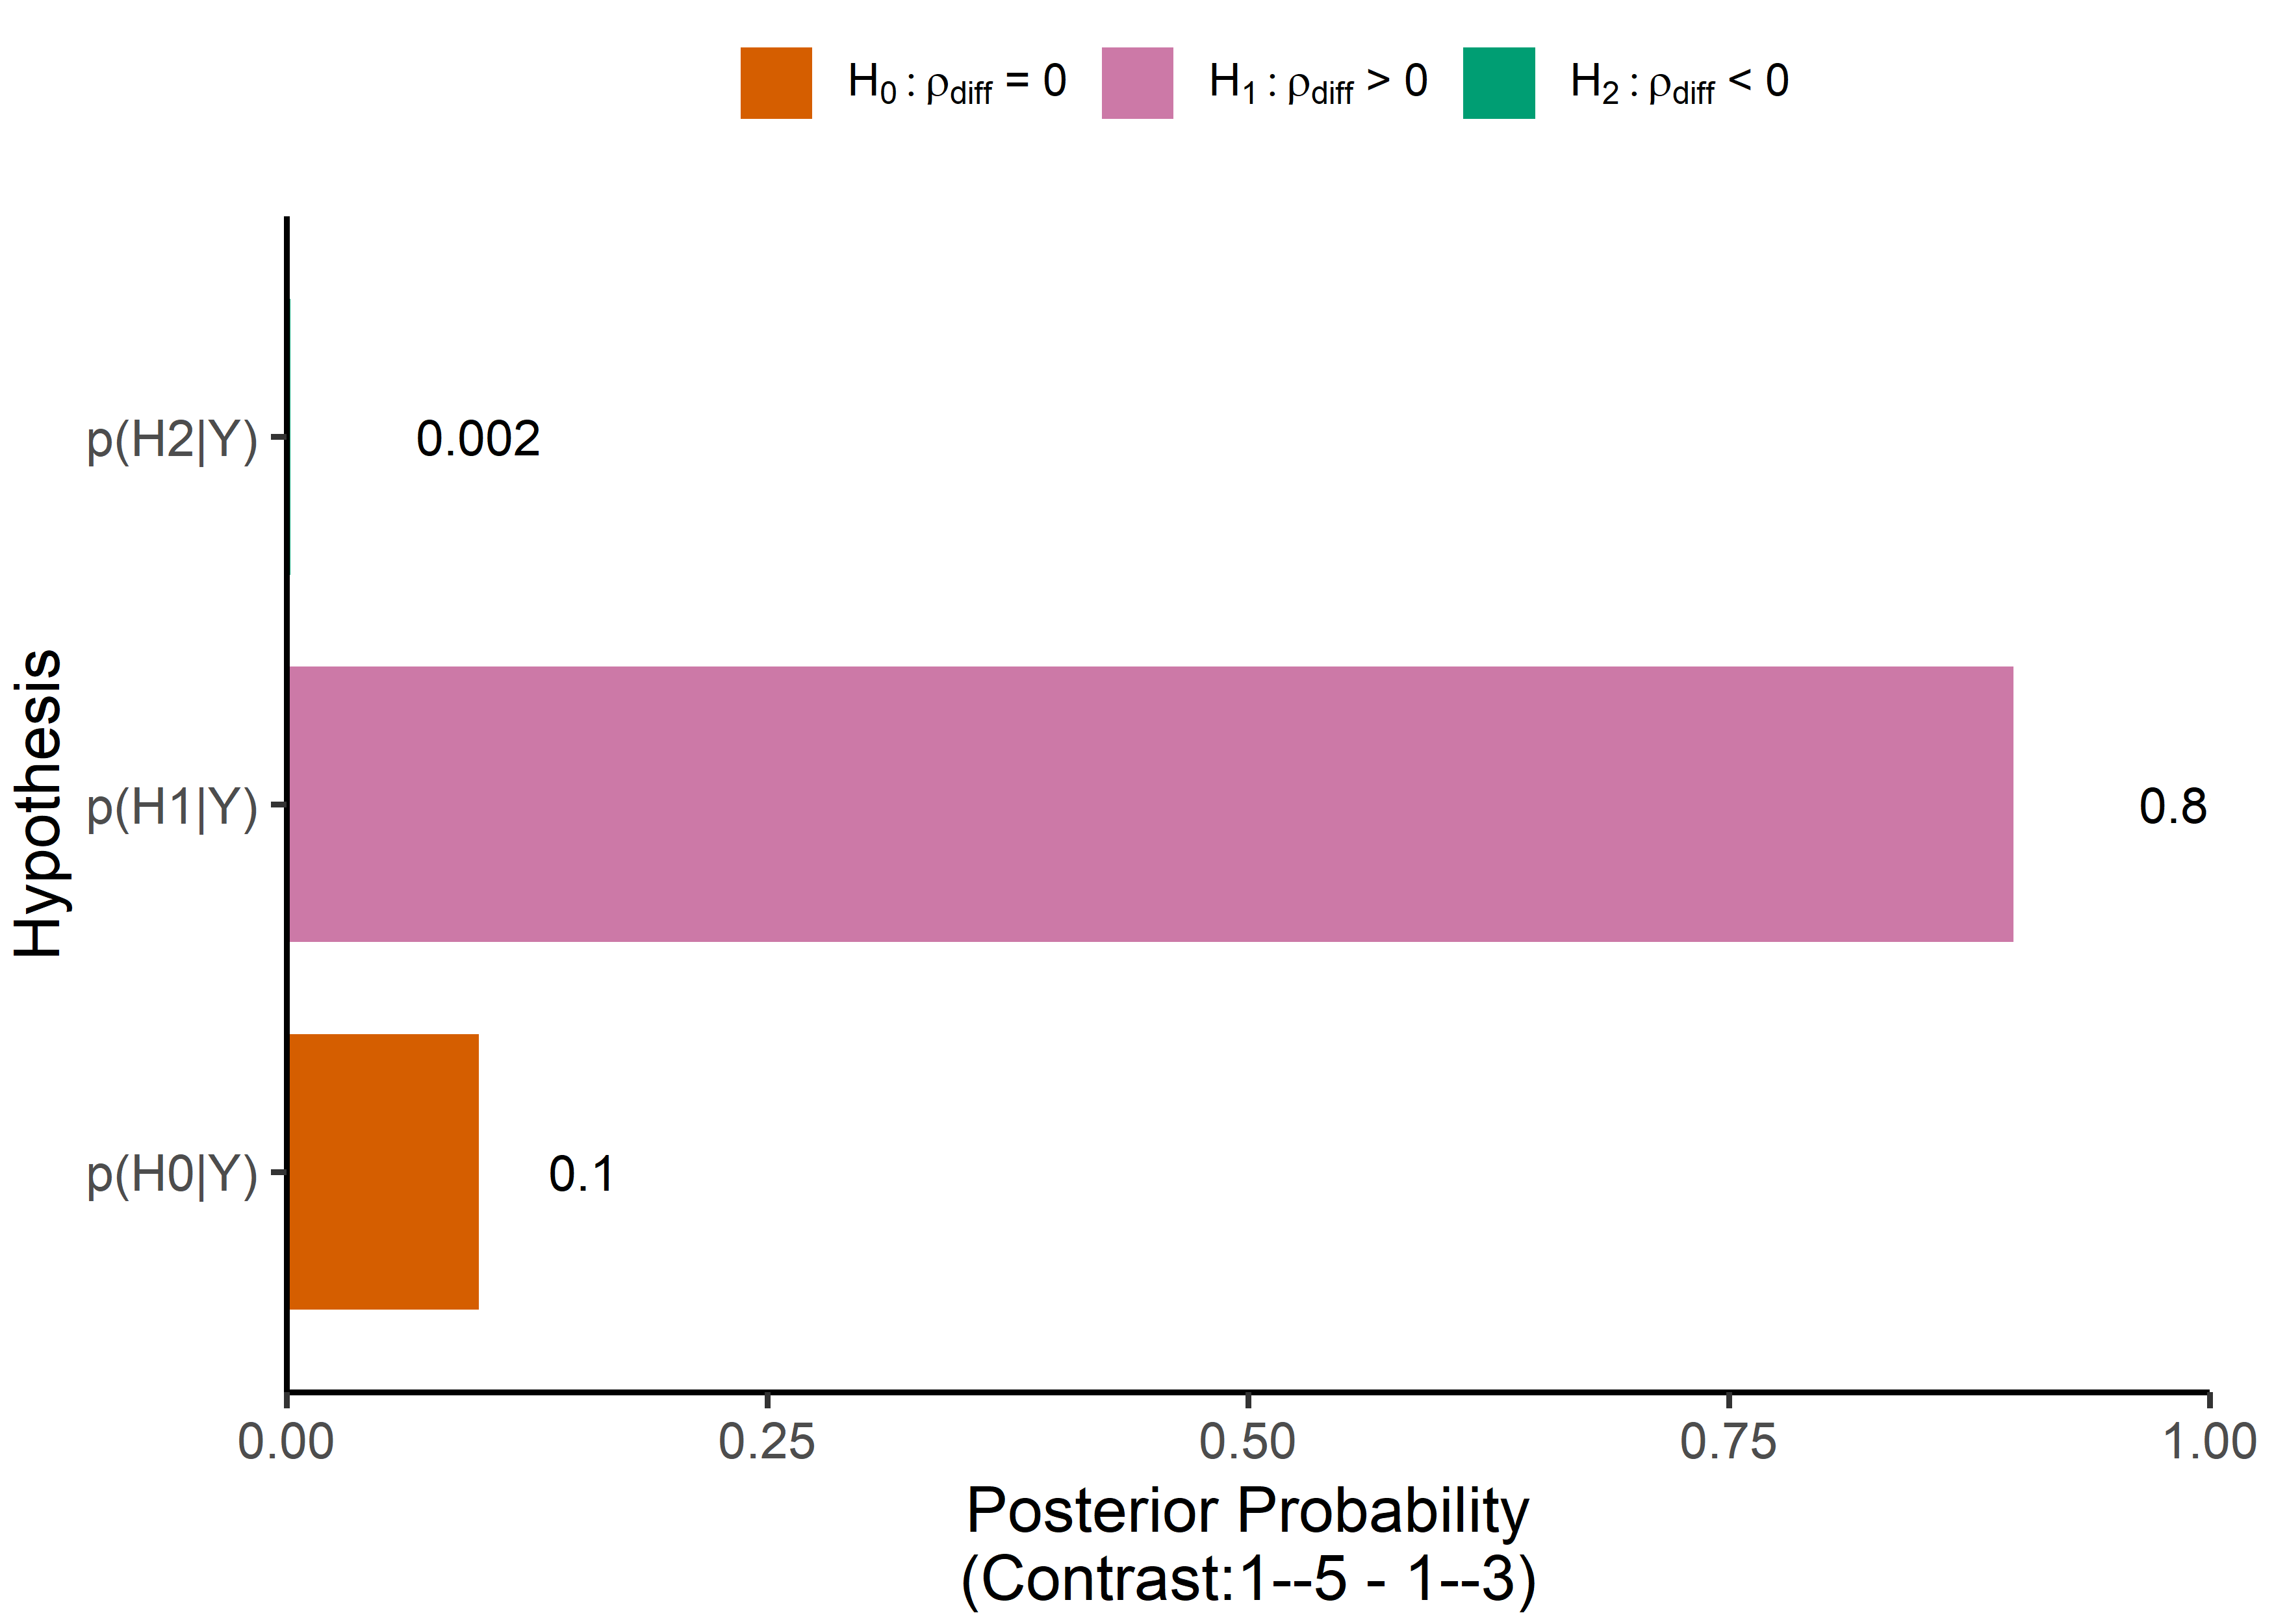 H0 : ρdiff = 0 H1 : ρdiff > 0 H2 : ρdiff < 0
p(H2|Y) 0.002
Hypothesis
p(H1|Y) 0.8
p(H0|Y) 0.1
0.00 0.25 0.50 0.75 1.00
Posterior Probability
(Contrast:1--5 - 1--3)